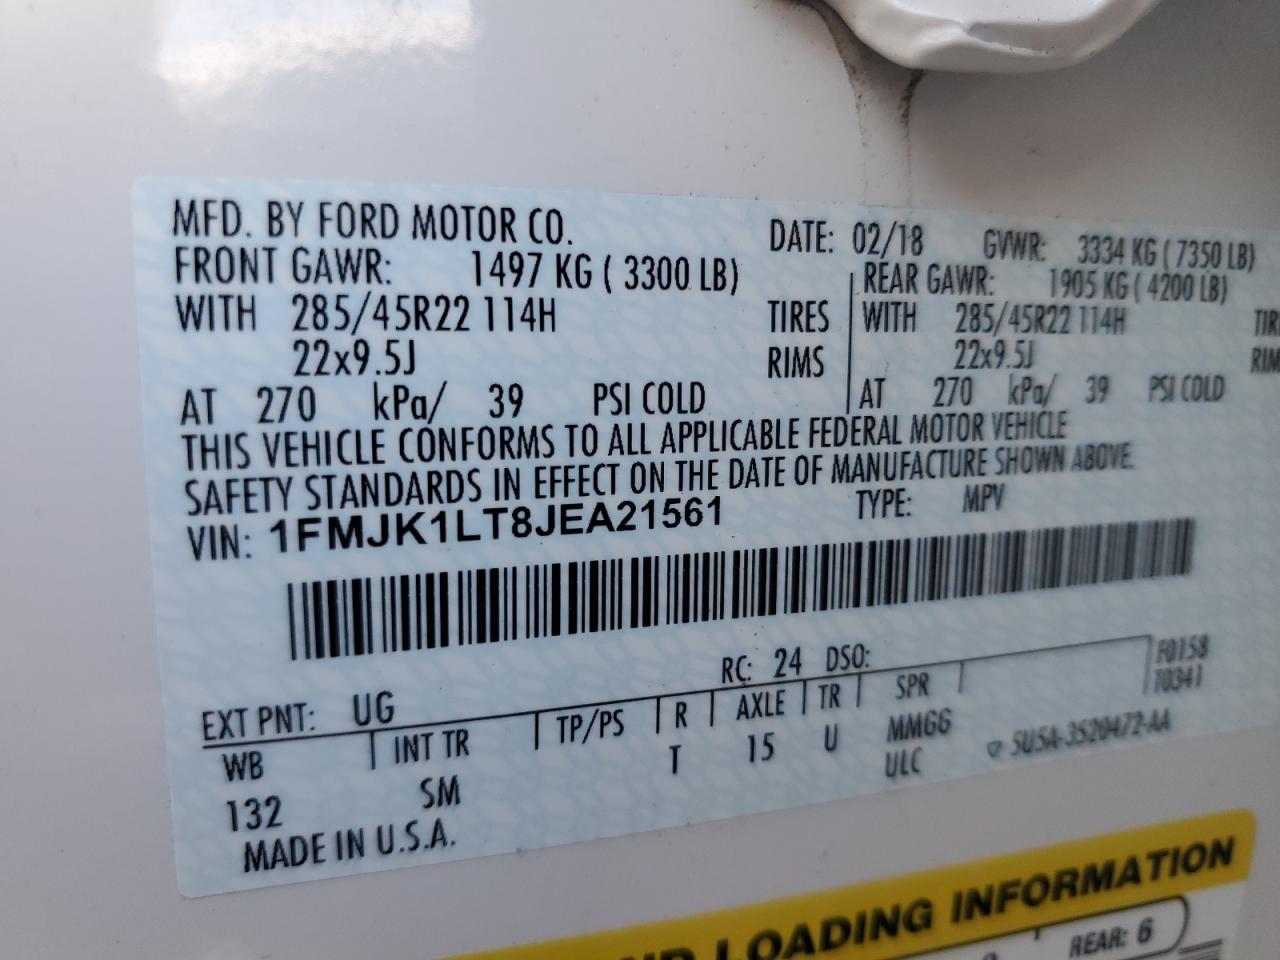 MFD. BY FORD MOTOR CO. DATE: 02/18 GVWR: 3334 KG ( 7350 LB)
FRONT GAWR: 1497 KG ( 3300 LB) REAR GAWR: 1905 KG ( 4200 LB)
WITH 285/45R22 114H TIRES WITH 285/45R22 114H TIR
22x9.5J RIMS 22x9.5J RIM
AT 270 kPa/ 39 PSI COLD AT 270 kPa/ 39 PSI COLD
THIS VEHICLE CONFORMS TO ALL APPLICABLE FEDERAL MOTOR VEHICLE
SAFETY STANDARDS IN EFFECT ON THE DATE OF MANUFACTURE SHOWN ABOVE.
VIN: 1FMJK1LT8JEA21561 TYPE: MPV
F0158
RC: 24 DSO: T0341
EXT PNT: UG
WB INT TR TP/PS R AXLE TR SPR
132 SM T 15 U MMGG 5U5A-3520472-AA
ULC
MADE IN U.S.A.
LOADING INFORMATION
REAR: 6